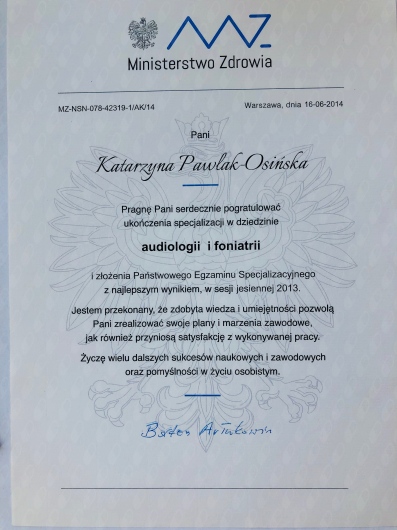 MZ
Ministerstwo Zdrowia
MZ-NSN-078-42319-1/AK/14
Warszawa, dnia 16-06-2014
Pani
Katarzyna Pawlak-Osińska
Pragnę Pani serdecznie pogratulować
ukończenia specjalizacji w dziedzinie
audiologii i foniatrii
i złożenia Państwowego Egzaminu Specjalizacyjnego
z najlepszym wynikiem, w sesji jesiennej 2013.
Jestem przekonany, że zdobyta wiedza i umiejętności pozwolą
Pani zrealizować swoje plany i marzenia zawodowe,
jak również przyniosą satysfakcję z wykonywanej pracy.
Życzę wielu dalszych sukcesów naukowych i zawodowych
oraz pomyślności w życiu osobistym.